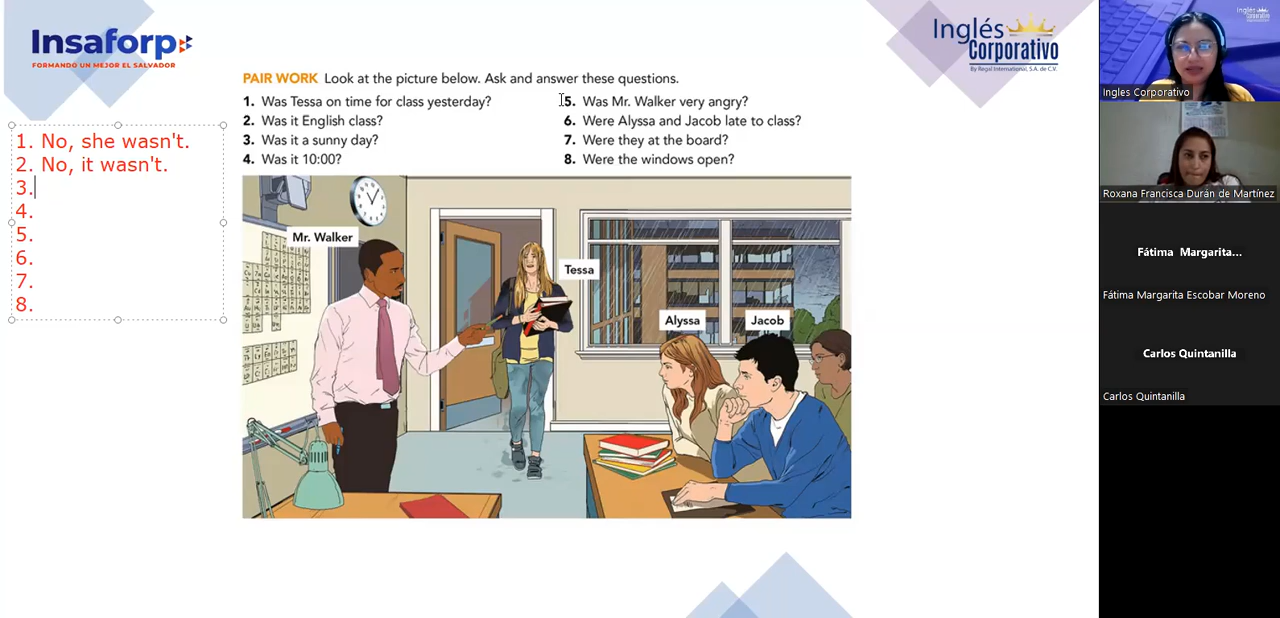 Insaforp
FORMANDO UN MEJOR EL SALVADOR
Inglés
Corporativo
By Regal International, S.A. de C.V.
PAIR WORK Look at the picture below. Ask and answer these questions.
1. Was Tessa on time for class yesterday?
2. Was it English class?
3. Was it a sunny day?
4. Was it 10:00?
5. Was Mr. Walker very angry?
6. Were Alyssa and Jacob late to class?
7. Were they at the board?
8. Were the windows open?
1. No, she wasn't.
2. No, it wasn't.
3.
4.
5.
6.
7.
8.
Mr. Walker
Tessa
Alyssa
Jacob
Ingles Corporativo
Roxana Francisca Durán de Martínez
Fátima Margarita...
Fátima Margarita Escobar Moreno
Carlos Quintanilla
Carlos Quintanilla